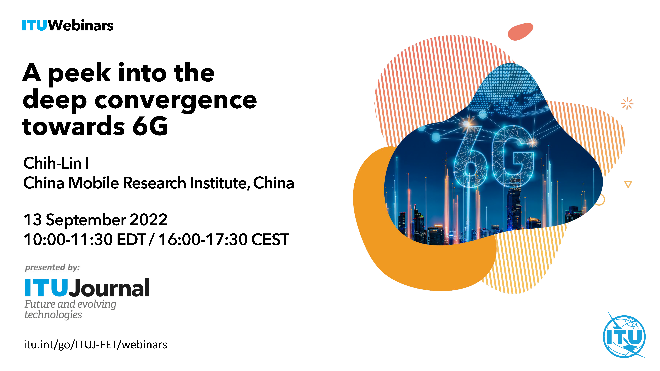 ITUWebinars
A peek into the
deep convergence
towards 6G
Chih-Lin I
China Mobile Research Institute, China
13 September 2022
10:00-11:30 EDT / 16:00-17:30 CEST
presented by:
ITUJournal
Future and evolving
technologies
itu.int/go/ITUJ-FET/webinars
6G
ITU